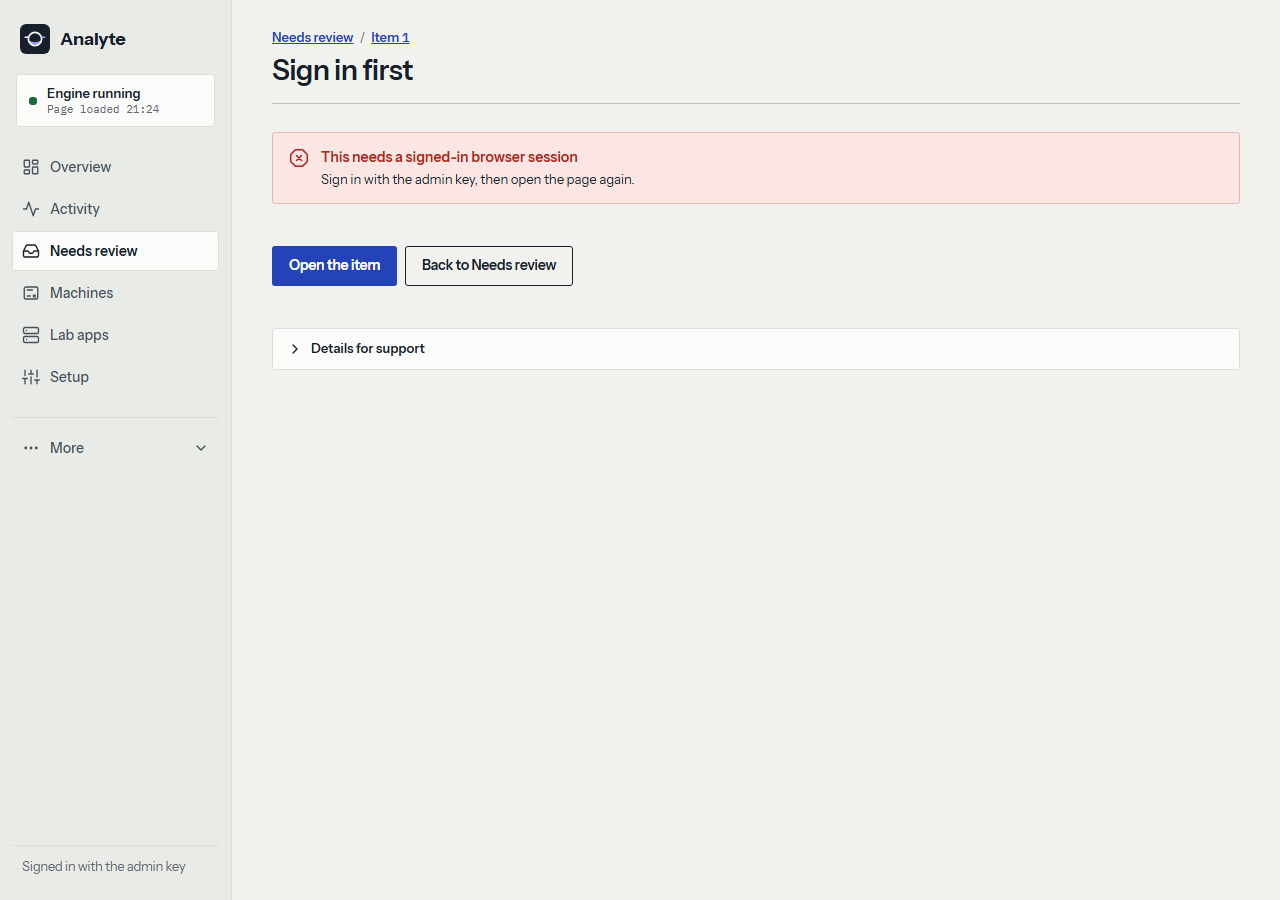 Analyte
Engine running
Page loaded 21:24
Overview
Activity
Needs review
Machines
Lab apps
Setup
More
Signed in with the admin key
Needs review / Item 1
Sign in first
This needs a signed-in browser session
Sign in with the admin key, then open the page again.
Open the item
Back to Needs review
Details for support